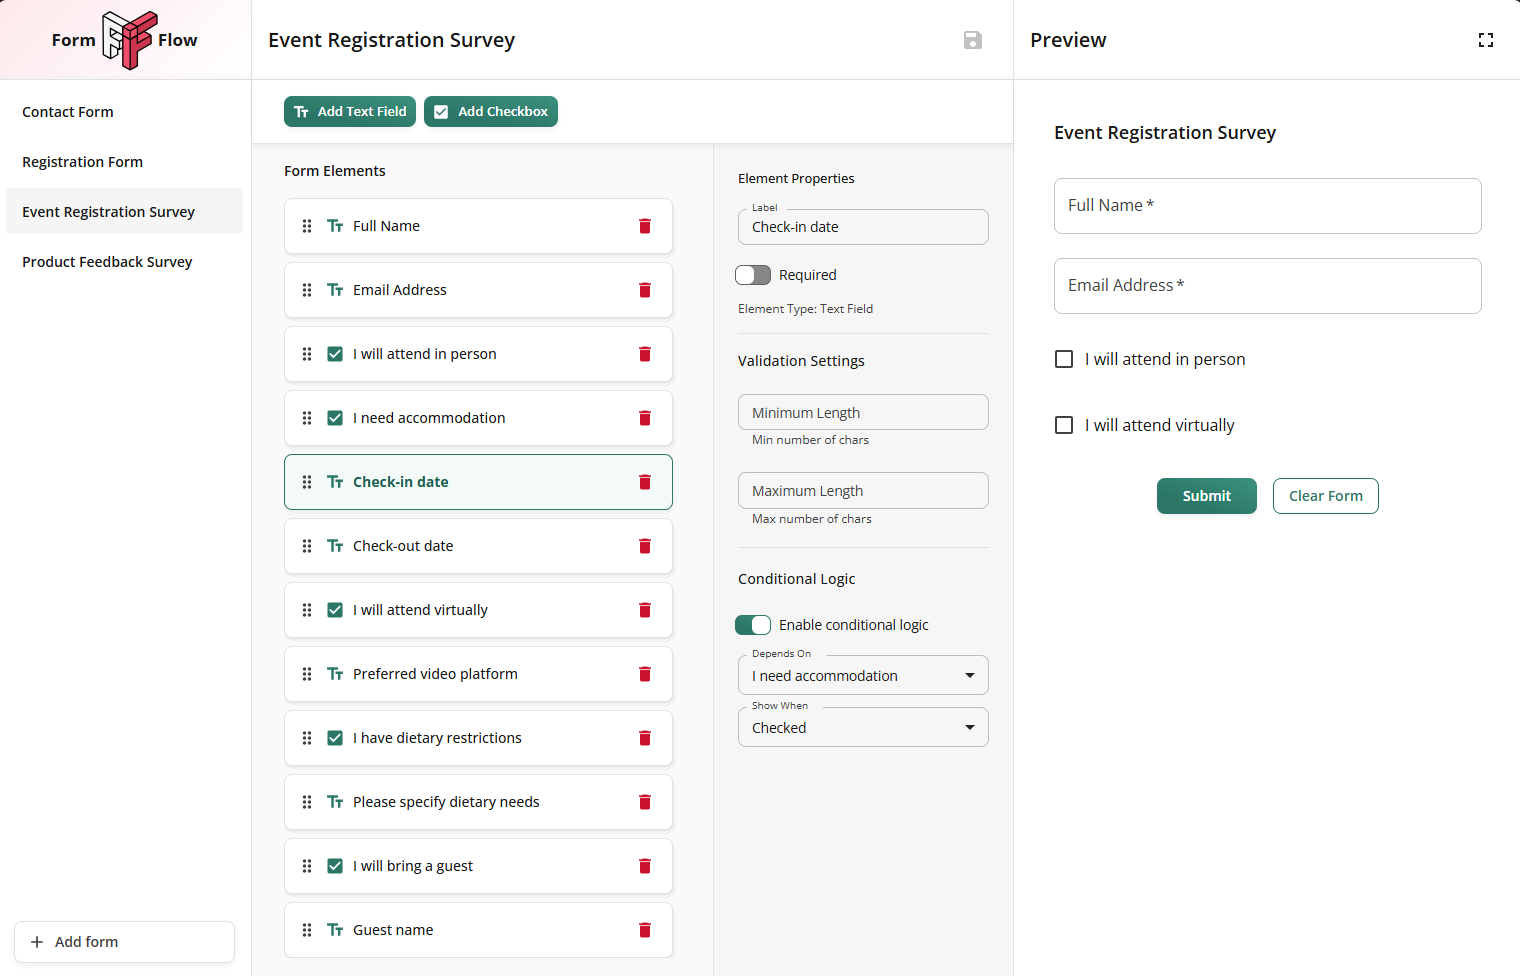 Form Flow
Contact Form
Registration Form
Event Registration Survey
Product Feedback Survey
Add form
Event Registration Survey
Add Text Field
Add Checkbox
Form Elements
Full Name
Email Address
I will attend in person
I need accommodation
Check-in date
Check-out date
I will attend virtually
Preferred video platform
I have dietary restrictions
Please specify dietary needs
I will bring a guest
Guest name
Element Properties
Label
Check-in date
Required
Element Type: Text Field
Validation Settings
Minimum Length
Min number of chars
Maximum Length
Max number of chars
Conditional Logic
Enable conditional logic
Depends On
I need accommodation
Show When
Checked
Preview
Event Registration Survey
Full Name *
Email Address *
I will attend in person
I will attend virtually
Submit
Clear Form